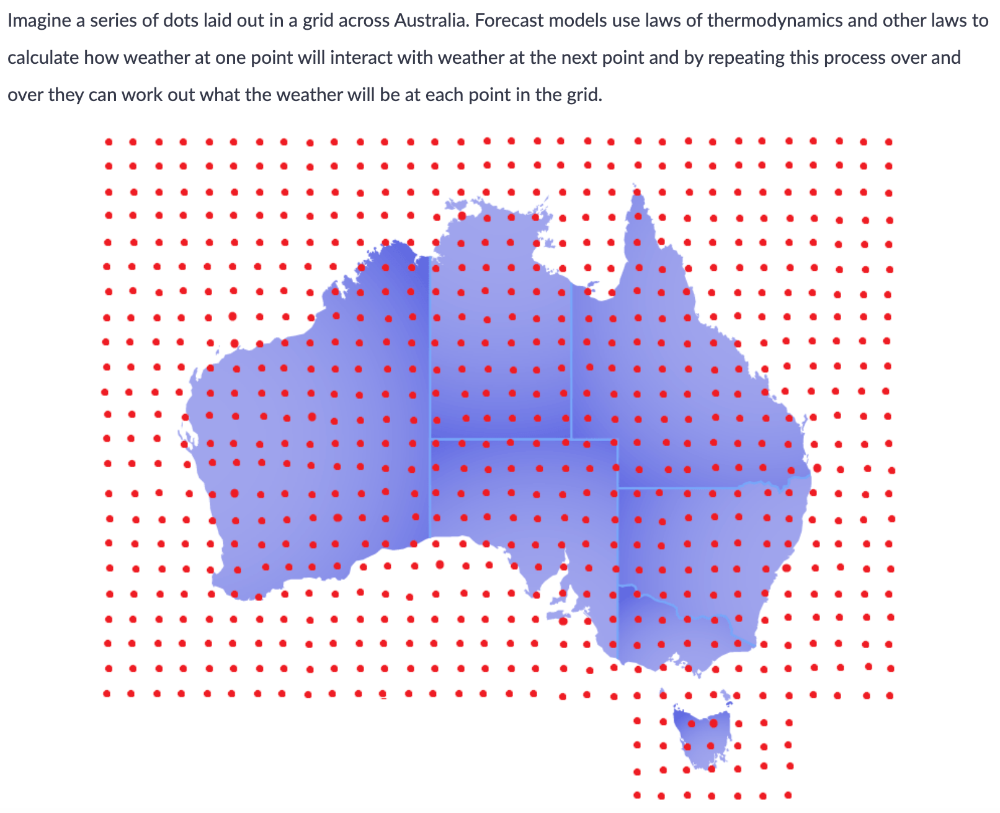 Imagine a series of dots laid out in a grid across Australia. Forecast models use laws of thermodynamics and other laws to
calculate how weather at one point will interact with weather at the next point and by repeating this process over and
over they can work out what the weather will be at each point in the grid.